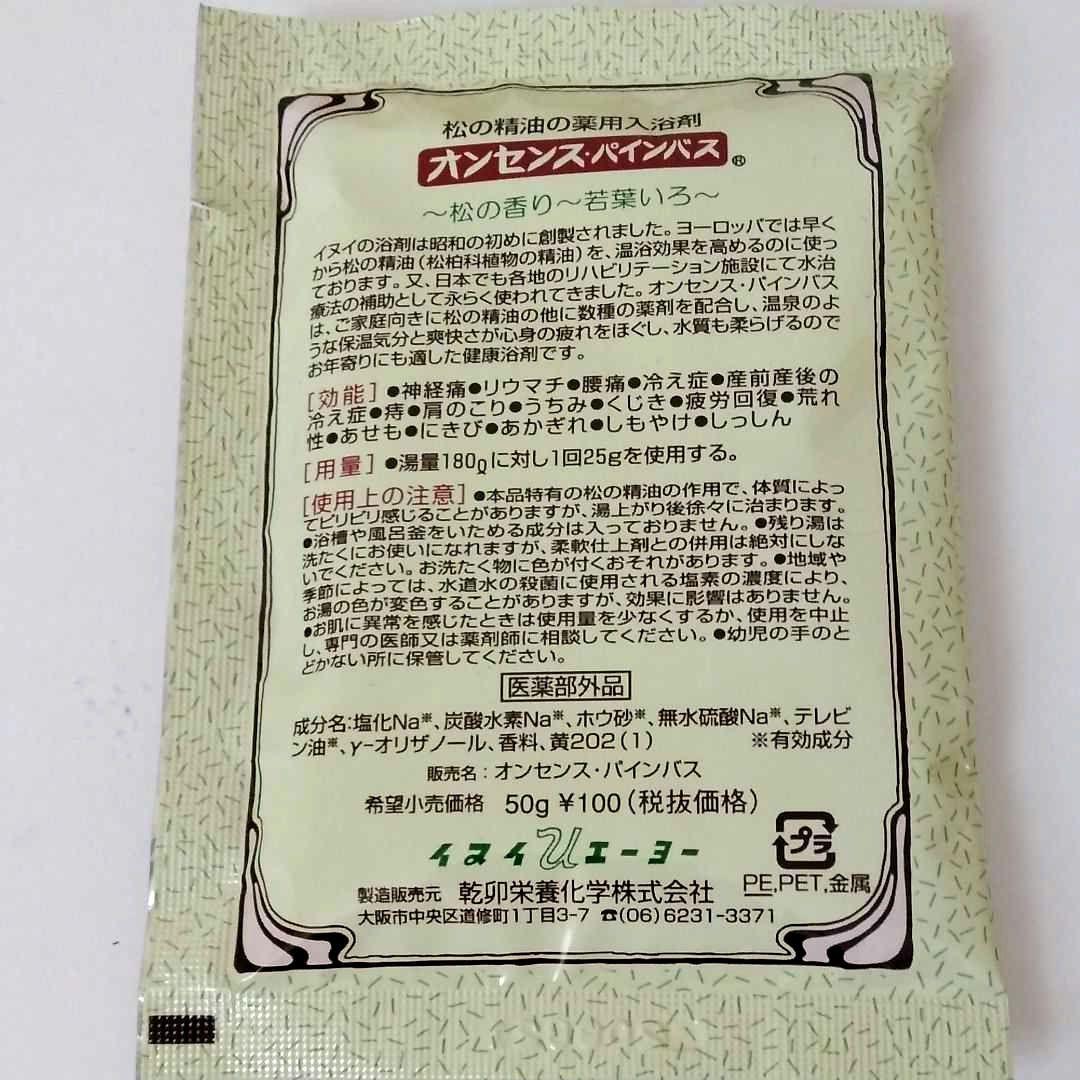 松の精油の薬用入浴剤
オンセンス・パインバス®
～松の香り～若葉いろ～
イヌイの浴剤は昭和の初めに創製されました。ヨーロッパでは早く
から松の精油(松柏科植物の精油)を、温浴効果を高めるのに使っ
ております。又、日本でも各地のリハビリテーション施設にて水治
療法の補助として永らく使われてきました。オンセンス・パインバス
は、ご家庭向きに松の精油の他に数種の薬剤を配合し、温泉のよ
うな保温気分と爽快さが心身の疲れをほぐし、水質も柔らげるので
お年寄りにも適した健康浴剤です。
[効能]●神経痛●リウマチ●腰痛●冷え症●産前産後の
冷え症●痔●肩のこり●うちみ●くじき●疲労回復●荒れ
性●あせも●にきび●あかぎれ●しもやけ●しっしん
[用量]●湯量180ℓに対し1回25gを使用する。
[使用上の注意]●本品特有の松の精油の作用で、体質によっ
てピリピリ感じることがありますが、湯上がり後徐々に治まります。
●浴槽や風呂釜をいためる成分は入っておりません。●残り湯は
洗たくにお使いになれますが、柔軟仕上剤との併用は絶対にしな
いでください。お洗たく物に色が付くおそれがあります。●地域や
季節によっては、水道水の殺菌に使用される塩素の濃度により、
お湯の色が変色することがありますが、効果に影響はありません。
●お肌に異常を感じたときは使用量を少なくするか、使用を中止
し、専門の医師又は薬剤師に相談してください。●幼児の手のと
どかない所に保管してください。
医薬部外品
成分名:塩化Na※、炭酸水素Na※、ホウ砂※、無水硫酸Na※、テレビ
ン油※、γ-オリザノール、香料、黄202(1) ※有効成分
販売名:オンセンス・パインバス
希望小売価格 50g ¥100(税抜価格)
イヌイ エーヨー
プラ
製造販売元 乾卯栄養化学株式会社
PE,PET,金属
大阪市中央区道修町1丁目3-7 ☎(06)6231-3371